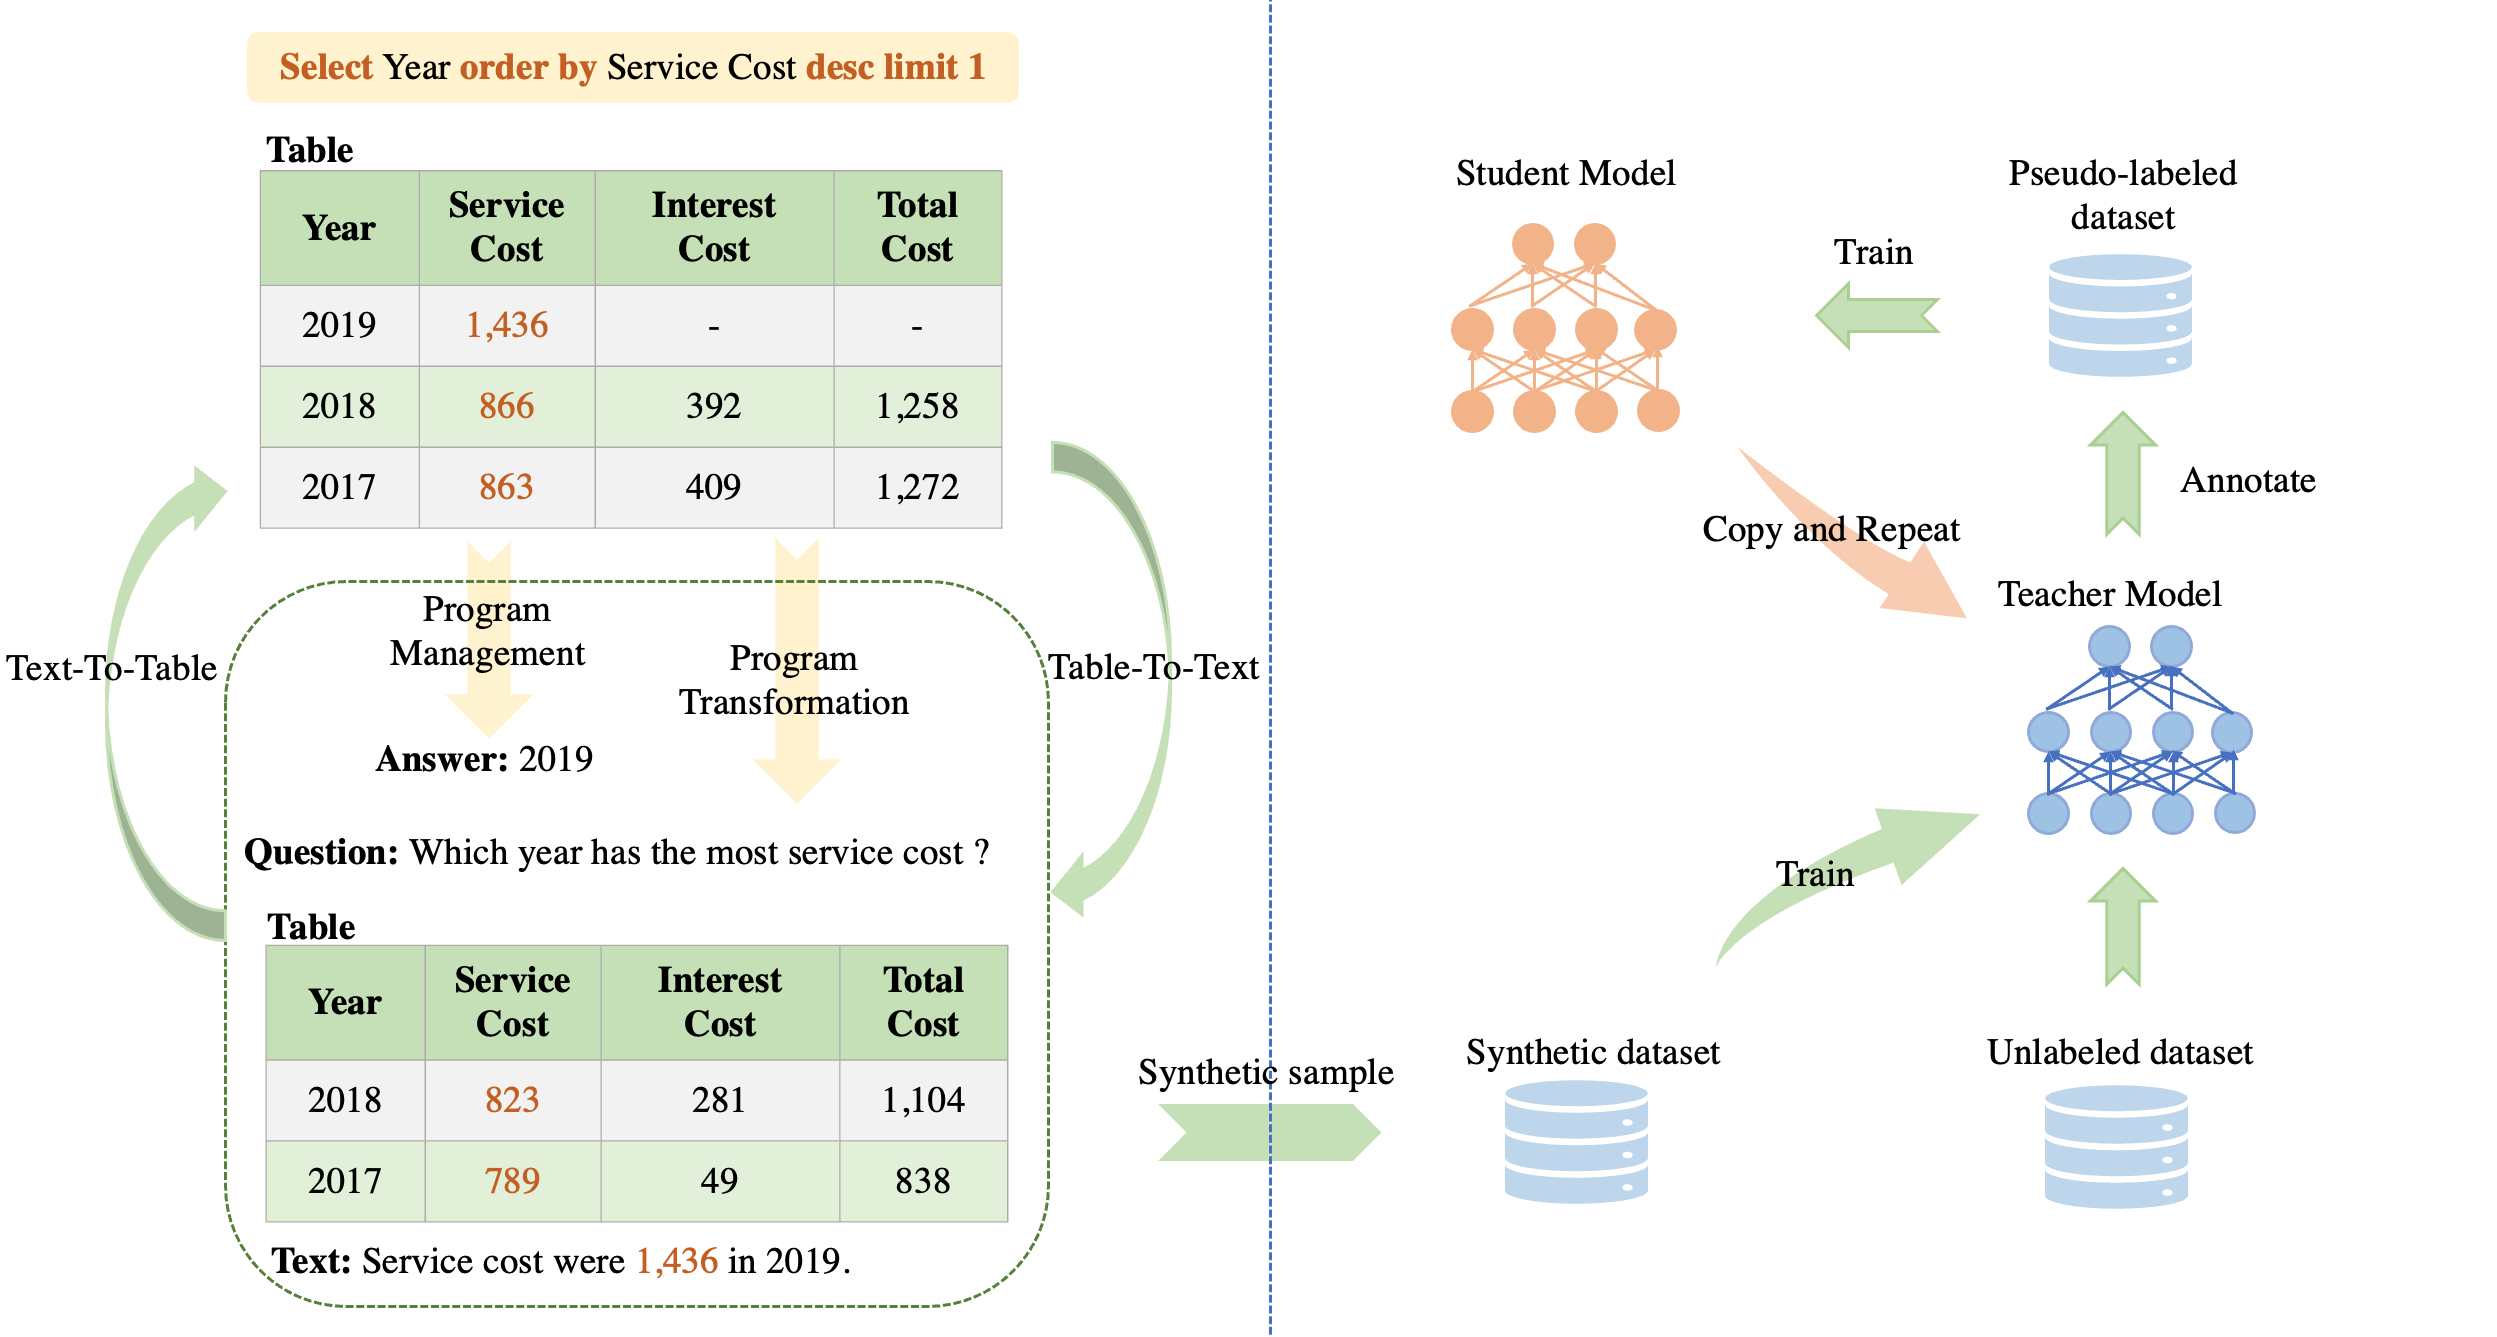 Select Year order by Service Cost desc limit 1
Table
Year Service Cost Interest Cost Total Cost
2019 1,436 - -
2018 866 392 1,258
2017 863 409 1,272
Text-To-Table
Program
Management
Program
Transformation
Table-To-Text
Answer: 2019
Question: Which year has the most service cost ?
Table
Year Service Cost Interest Cost Total Cost
2018 823 281 1,104
2017 789 49 838
Text: Service cost were 1,436 in 2019.
Synthetic sample
Student Model
Pseudo-labeled
dataset
Train
Annotate
Copy and Repeat
Teacher Model
Train
Synthetic dataset
Unlabeled dataset